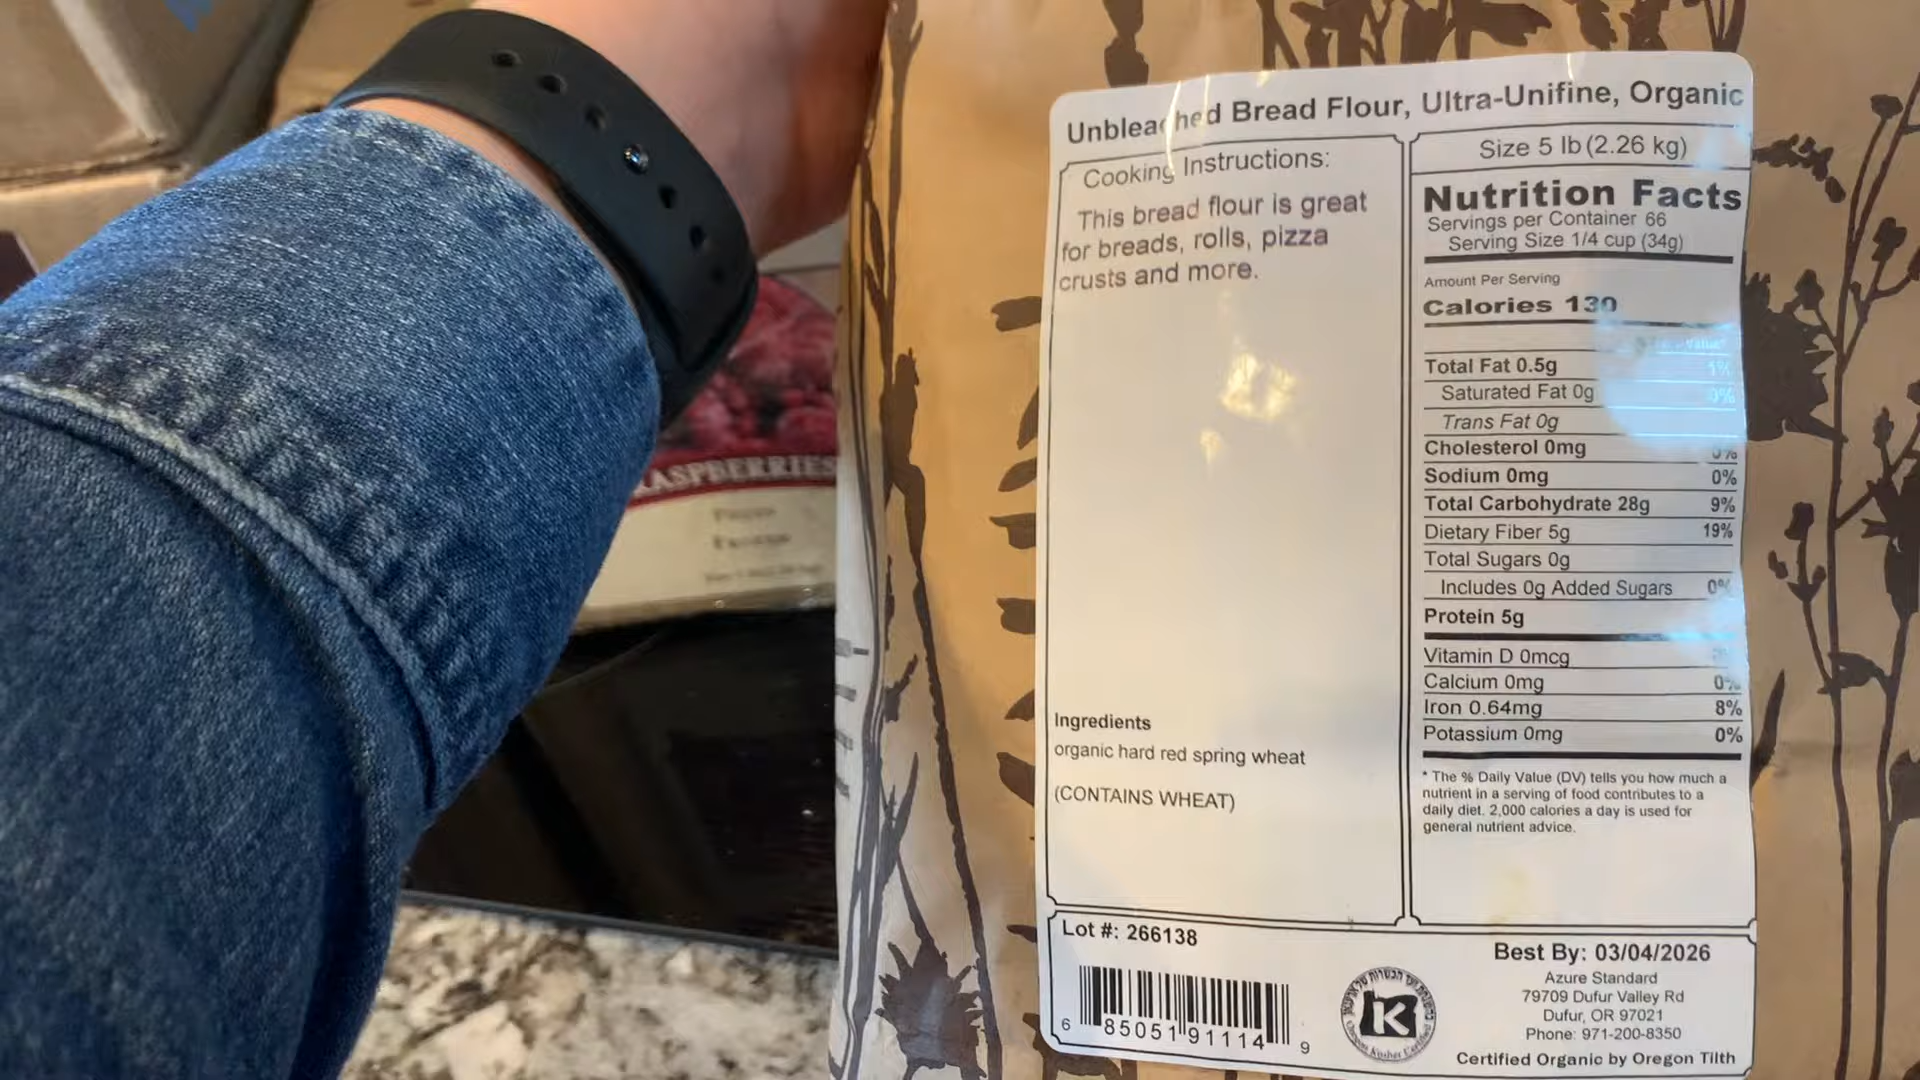 Unbleached Bread Flour, Ultra-Unifine, Organic
Cooking Instructions:
This bread flour is great
for breads, rolls, pizza
crusts and more.
Ingredients
organic hard red spring wheat
(CONTAINS WHEAT)
Size 5 lb (2.26 kg)
Nutrition Facts
Servings per Container 66
Serving Size 1/4 cup (34g)
Amount Per Serving
Calories 130
Value*
Total Fat 0.5g 1%
Saturated Fat 0g 0%
Trans Fat 0g
Cholesterol 0mg 0%
Sodium 0mg 0%
Total Carbohydrate 28g 9%
Dietary Fiber 5g 19%
Total Sugars 0g
Includes 0g Added Sugars 0%
Protein 5g
Vitamin D 0mcg
Calcium 0mg 0%
Iron 0.64mg 8%
Potassium 0mg 0%
* The % Daily Value (DV) tells you how much a
nutrient in a serving of food contributes to a
daily diet. 2,000 calories a day is used for
general nutrient advice.
Lot #: 266138
6 85051 91114 9
K
Oregon Kosher Certified
Best By: 03/04/2026
Azure Standard
79709 Dufur Valley Rd
Dufur, OR 97021
Phone: 971-200-8350
Certified Organic by Oregon Tilth
RASPBERRIES